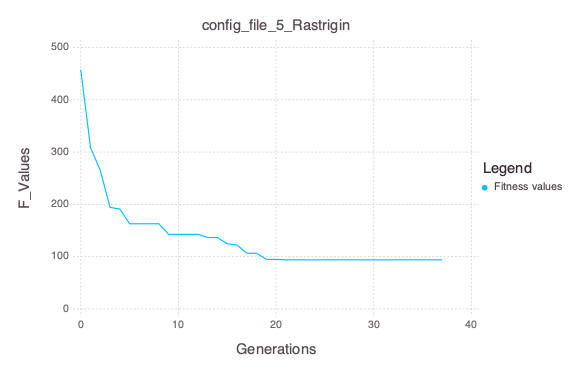 config_file_5_Rastrigin
500
400
300
200
100
0
F_Values
0 10 20 30 40
Generations
Legend
Fitness values